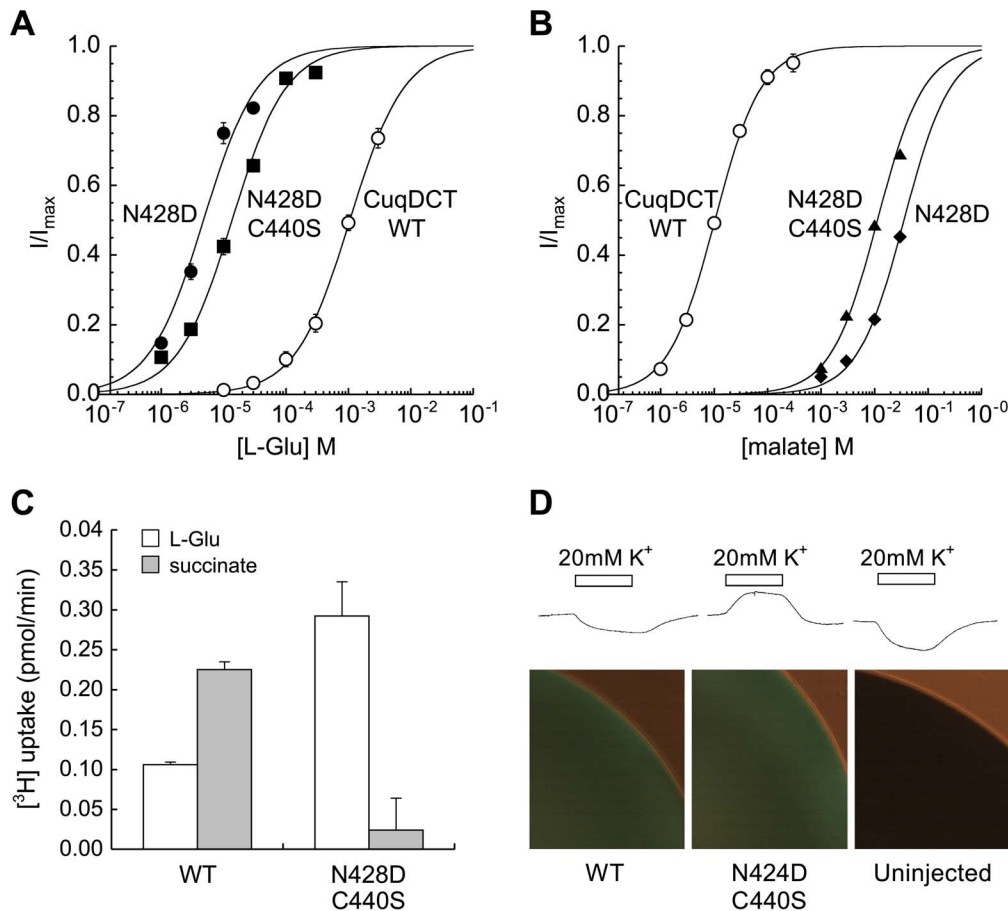 A
1.0
0.8
0.6
0.4
0.2
0.0
I/Imax
N428D
N428D
C440S
CuqDCT
WT
10-7
10-6
10-5
10-4
10-3
10-2
10-1
[L-Glu] M
B
1.0
0.8
0.6
0.4
0.2
0.0
I/Imax
CuqDCT
WT
N428D
C440S
N428D
10-7
10-6
10-5
10-4
10-3
10-2
10-1
10-0
[malate] M
C
0.04
0.35
0.30
0.25
0.20
0.15
0.10
0.05
0.00
[3H] uptake (pmol/min)
L-Glu
succinate
WT
N428D
C440S
D
20mM K+
20mM K+
20mM K+
WT
N424D
C440S
Uninjected